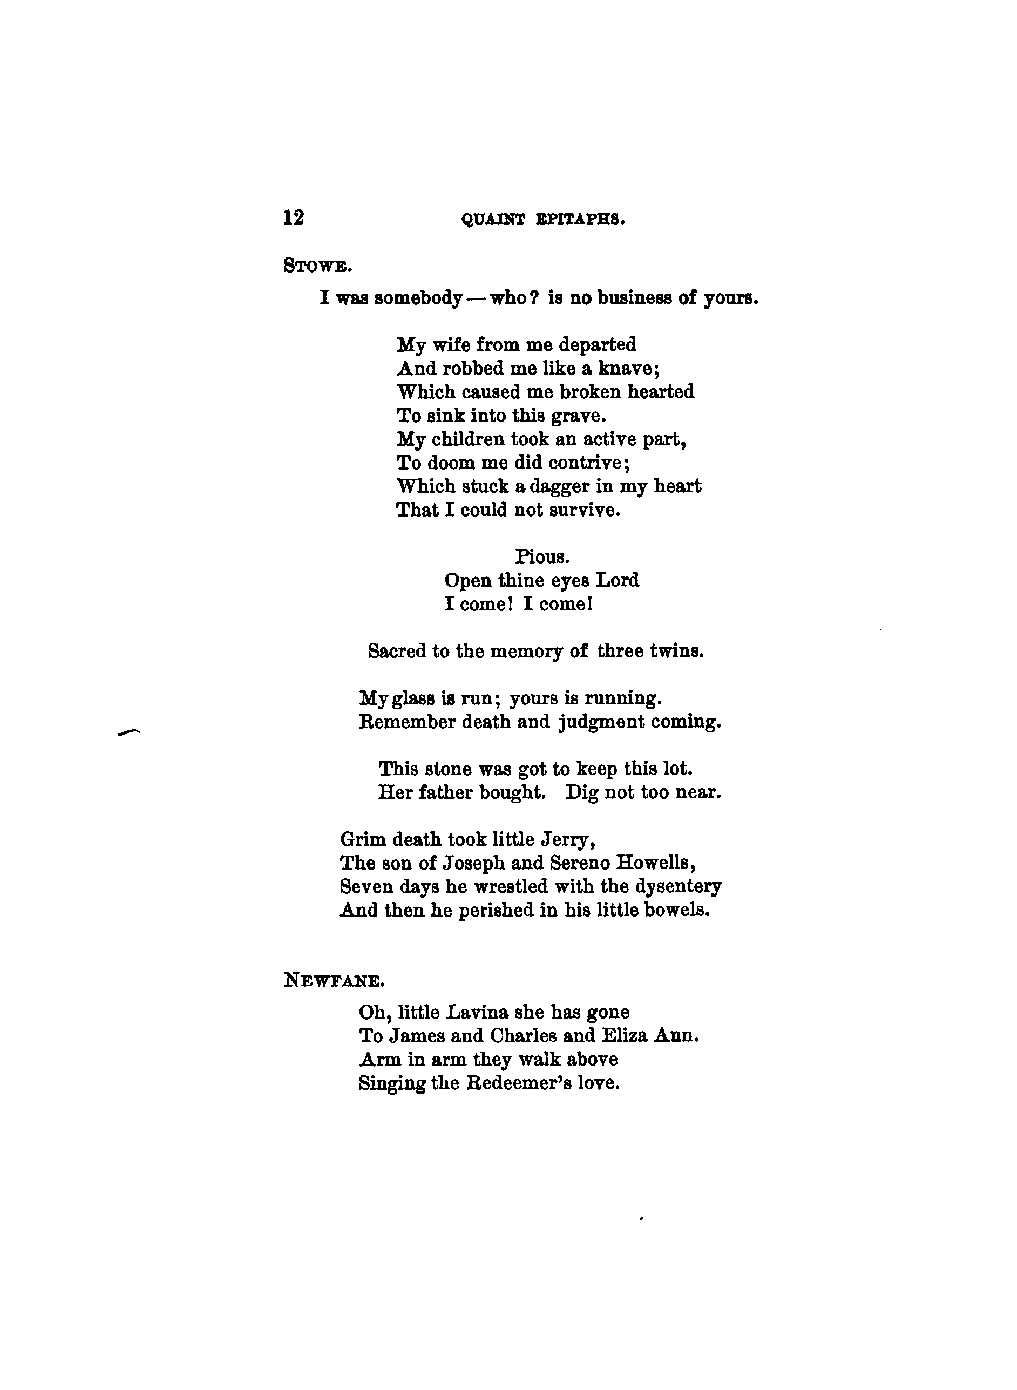 12 QUAINT EPITAPHS.
STOWE.
I was somebody—who? is no business of yours.
My wife from me departed
And robbed me like a knave;
Which caused me broken hearted
To sink into this grave.
My children took an active part,
To doom me did contrive;
Which stuck a dagger in my heart
That I could not survive.
Pious.
Open thine eyes Lord
I come! I come!
Sacred to the memory of three twins.
My glass is run; yours is running.
Remember death and judgment coming.
This stone was got to keep this lot.
Her father bought. Dig not too near.
Grim death took little Jerry,
The son of Joseph and Sereno Howells,
Seven days he wrestled with the dysentery
And then he perished in his little bowels.
NEWFANE.
Oh, little Lavina she has gone
To James and Charles and Eliza Ann.
Arm in arm they walk above
Singing the Redeemer's love.